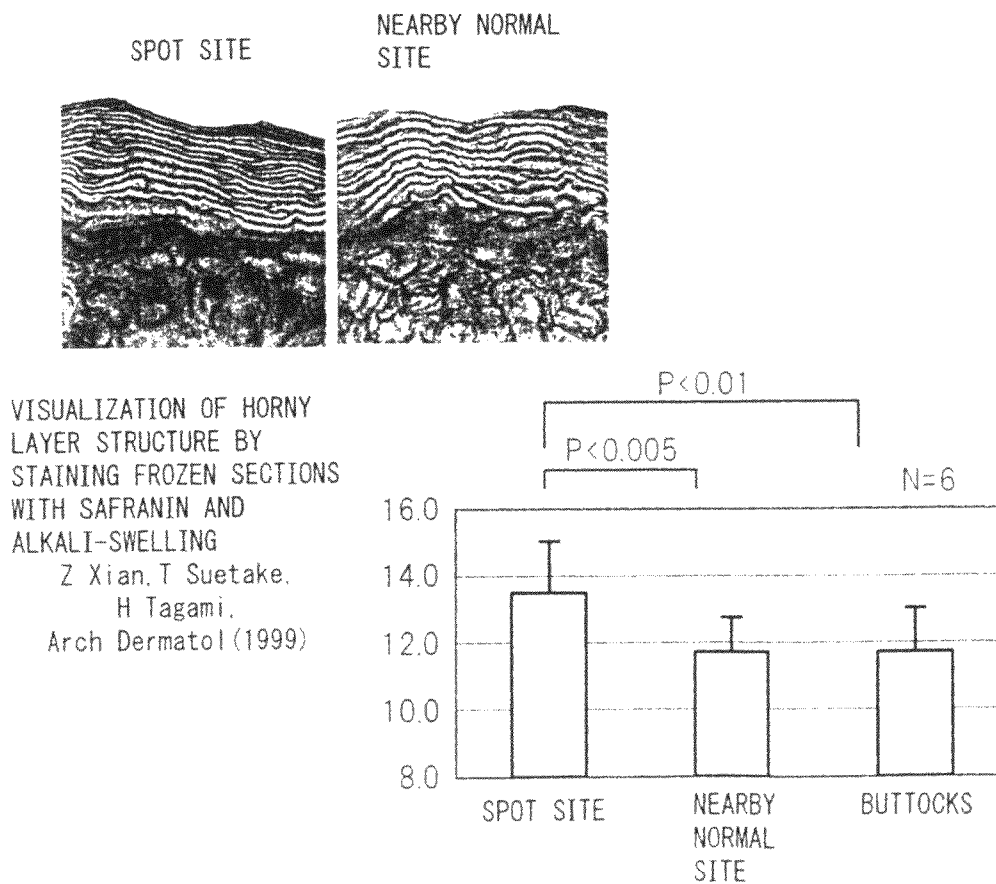 SPOT SITE
NEARBY NORMAL
SITE
VISUALIZATION OF HORNY
LAYER STRUCTURE BY
STAINING FROZEN SECTIONS
WITH SAFRANIN AND
ALKALI-SWELLING
Z Xian, T Suetake,
H Tagami,
Arch Dermatol(1999)
P<0.01
P<0.005
N=6
16.0
14.0
12.0
10.0
8.0
SPOT SITE
NEARBY
NORMAL
SITE
BUTTOCKS